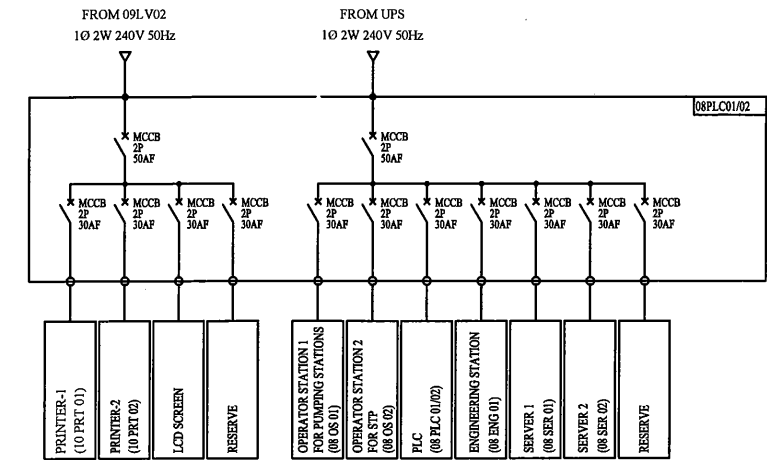 FROM 09LV02
1Ø 2W 240V 50Hz
FROM UPS
1Ø 2W 240V 50Hz
08PLC01/02
MCCB
2P
50AF
MCCB
2P
50AF
MCCB
2P
30AF
MCCB
2P
30AF
MCCB
2P
30AF
MCCB
2P
30AF
MCCB
2P
30AF
MCCB
2P
30AF
MCCB
2P
30AF
MCCB
2P
30AF
MCCB
2P
30AF
MCCB
2P
30AF
MCCB
2P
30AF
PRINTER-1
(10 PRT 01)
PRINTER-2
(10 PRT 02)
LCD SCREEN
RESERVE
OPERATOR STATION 1
FOR PUMPING STATIONS
(08 OS 01)
OPERATOR STATION 2
FOR STP
(08 OS 02)
PLC
(08 PLC 01/02)
ENGINEERING STATION
(08 ENG 01)
SERVER 1
(08 SER 01)
SERVER 2
(08 SER 02)
RESERVE